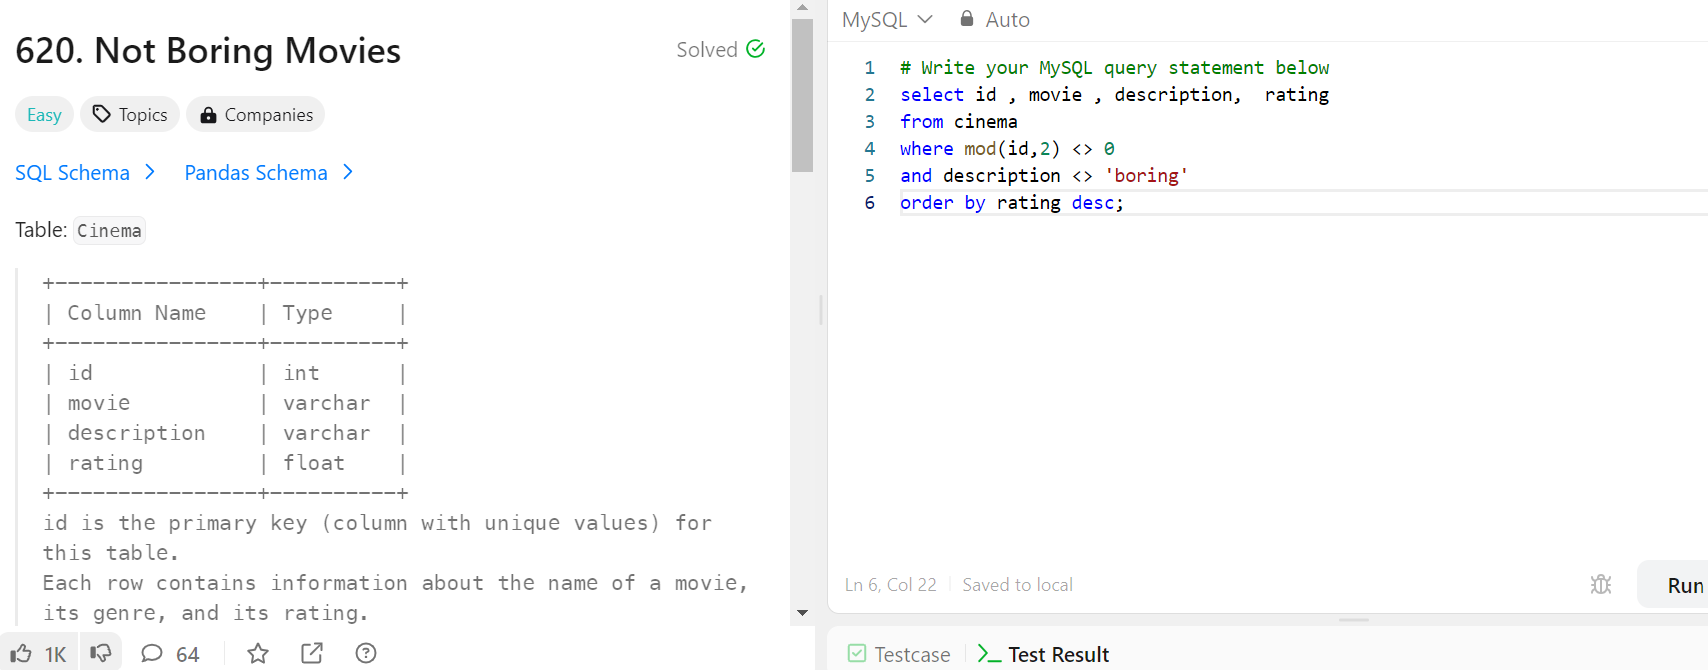 620. Not Boring Movies
Solved
Easy
Topics
Companies
SQL Schema
Pandas Schema
Table: Cinema
+----------------+----------+
| Column Name    | Type     |
+----------------+----------+
| id             | int      |
| movie          | varchar  |
| description    | varchar  |
| rating         | float    |
+----------------+----------+
id is the primary key (column with unique values) for
this table.
Each row contains information about the name of a movie,
its genre, and its rating.
1K
64
MySQL
Auto
1 # Write your MySQL query statement below
2 select id , movie , description,  rating
3 from cinema
4 where mod(id,2) <> 0
5 and description <> 'boring'
6 order by rating desc;
Ln 6, Col 22
Saved to local
Run
Testcase
Test Result